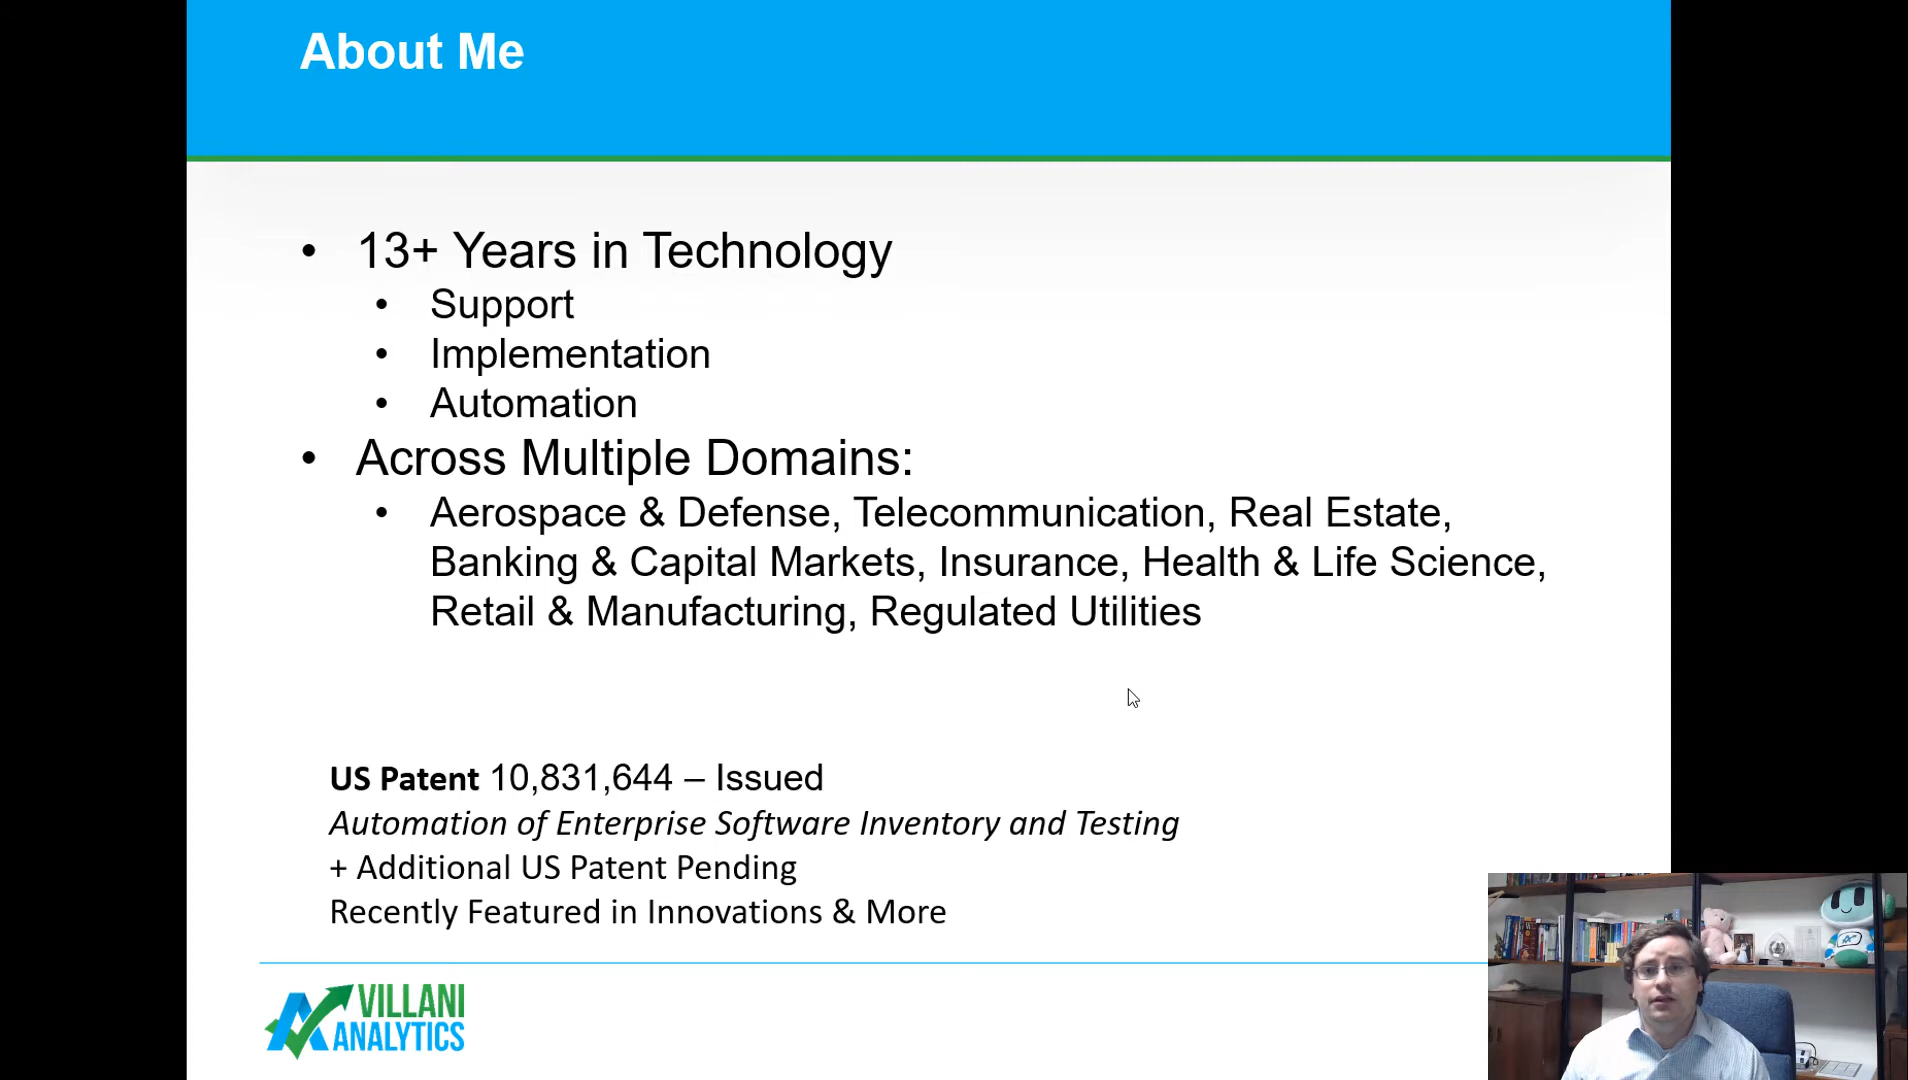 About Me
• 13+ Years in Technology
• Support
• Implementation
• Automation
• Across Multiple Domains:
• Aerospace & Defense, Telecommunication, Real Estate,
Banking & Capital Markets, Insurance, Health & Life Science,
Retail & Manufacturing, Regulated Utilities
US Patent 10,831,644 – Issued
Automation of Enterprise Software Inventory and Testing
+ Additional US Patent Pending
Recently Featured in Innovations & More
VILLANI
ANALYTICS